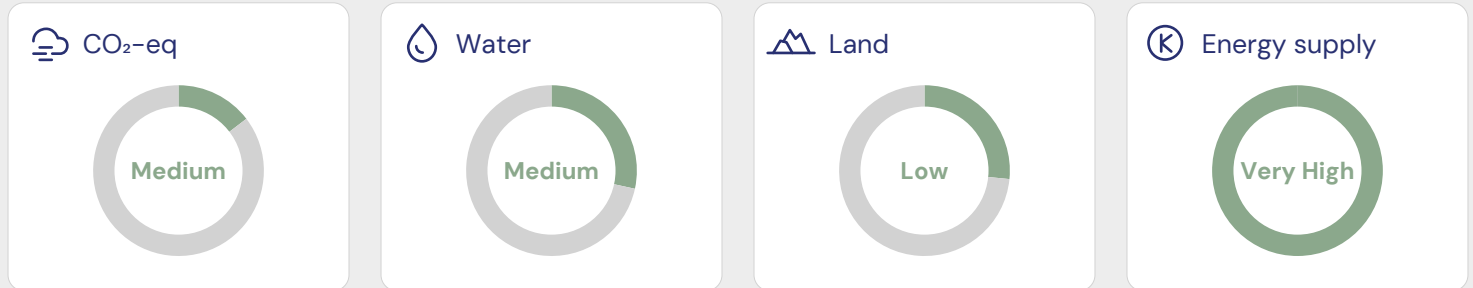 CO₂-eq
Medium
Water
Medium
Land
Low
Energy supply
Very High